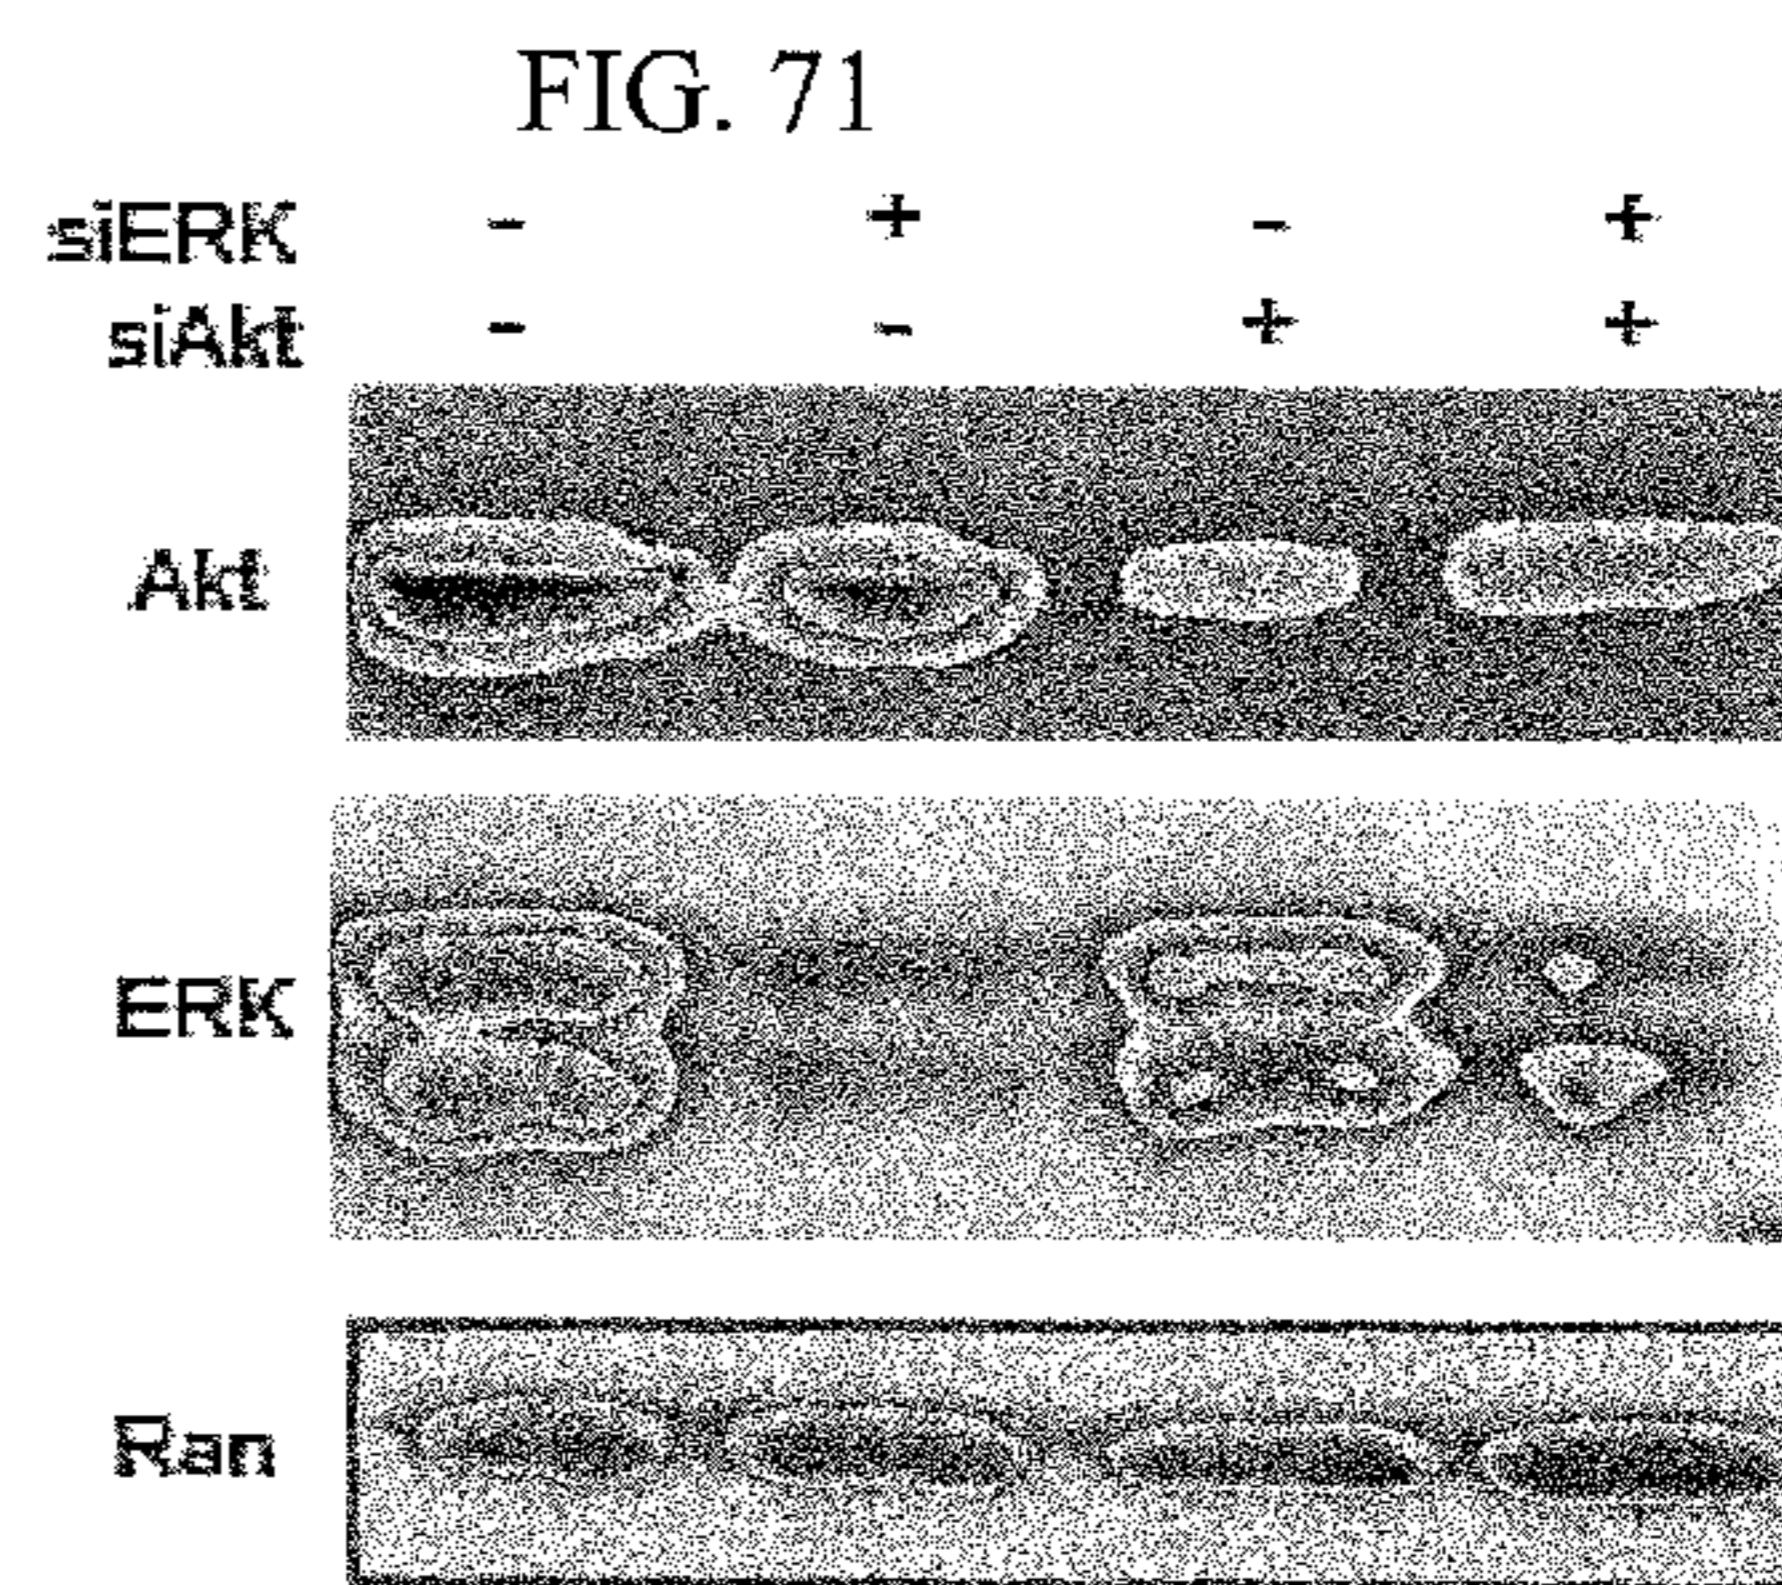 FIG. 71
siERK - + - +
siAkt - - + +
Akt
ERK
Ran